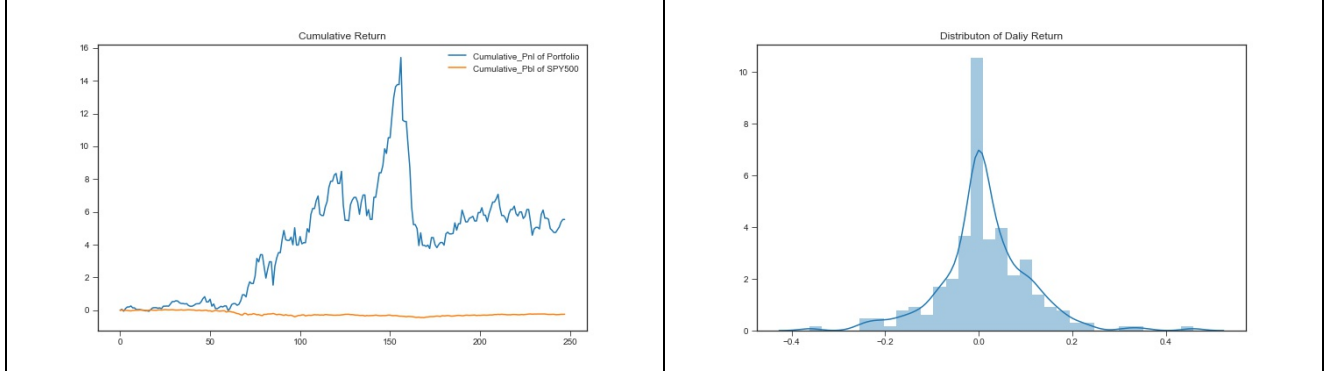 Cumulative Return
Cumulative_Pnl of Portfolio
Cumulative_Pbl of SPY500
16
14
12
10
8
6
4
2
0
0 50 100 150 200 250
Distributon of Daliy Return
10
8
6
4
2
0
−0.4 −0.2 0.0 0.2 0.4